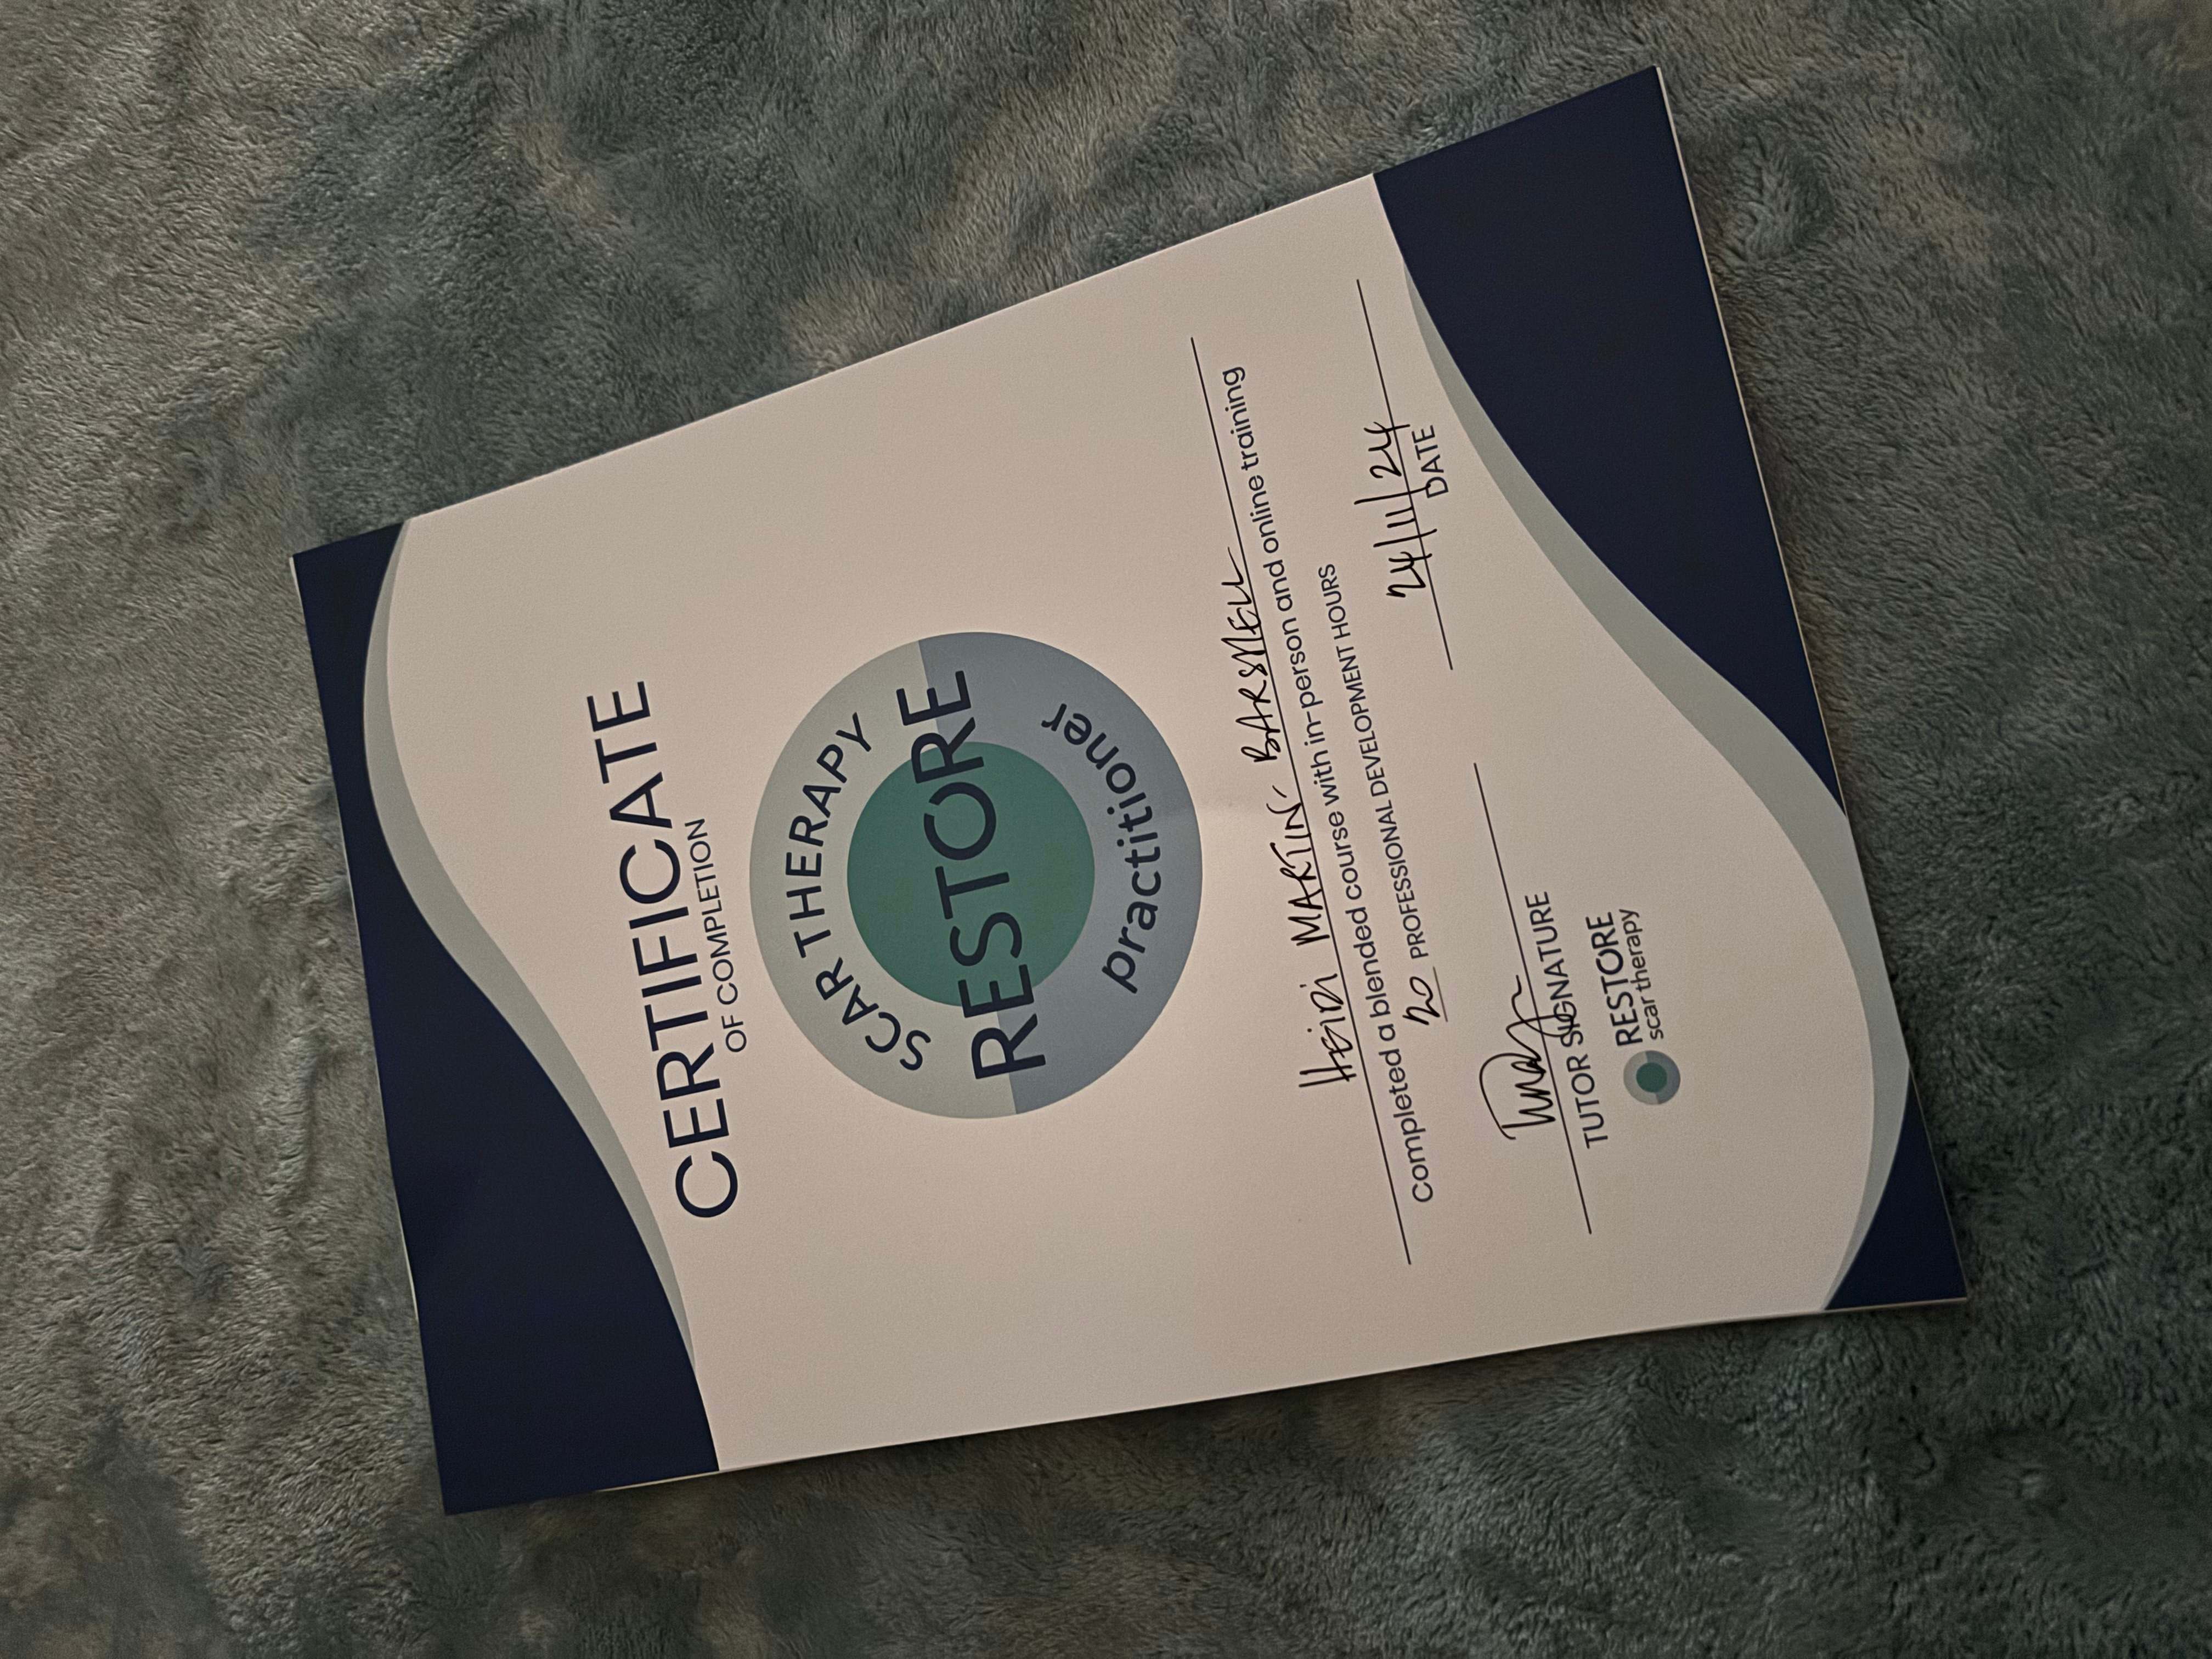 CERTIFICATE
OF COMPLETION
SCAR THERAPY
RESTORE
practitioner
HEIDI MARTIN- BARSMELL
Completed a blended course with in-person and online training
20 PROFESSIONAL DEVELOPMENT HOURS
24/11/24
TUTOR SIGNATURE
DATE
RESTORE
scar therapy